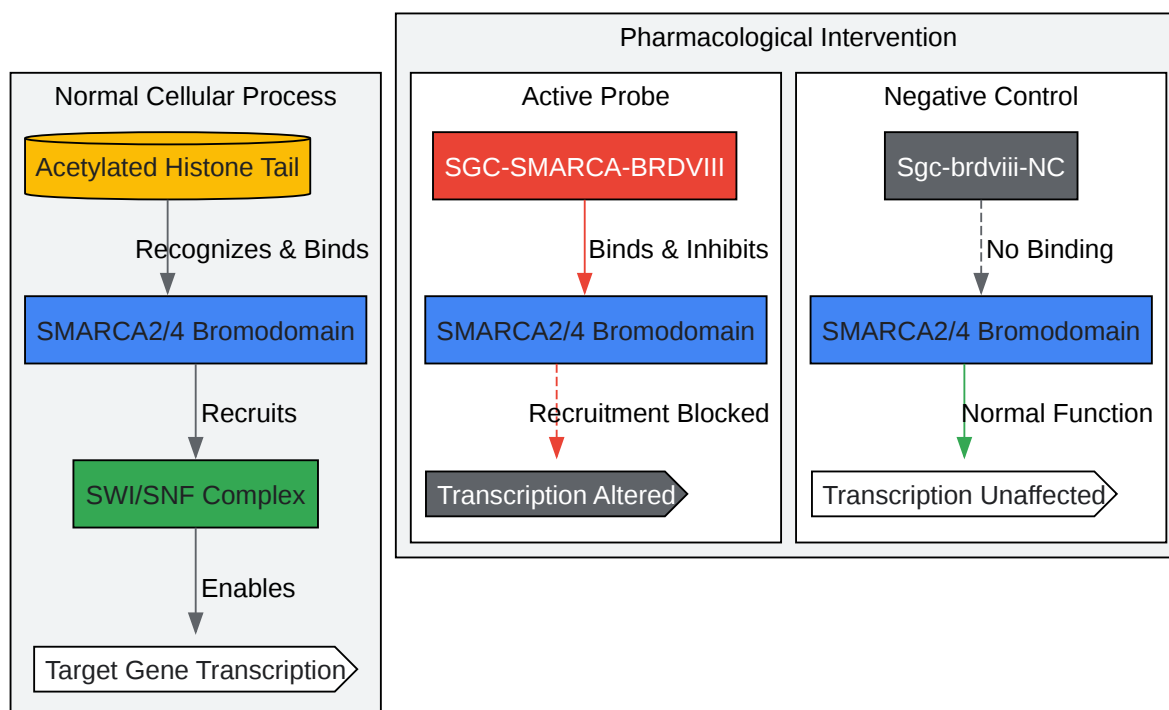 Pharmacological Intervention
Normal Cellular Process
Acetylated Histone Tail
Recognizes & Binds
SMARCA2/4 Bromodomain
Recruits
SWI/SNF Complex
Enables
Target Gene Transcription
Active Probe
SGC-SMARCA-BRDVIII
Binds & Inhibits
SMARCA2/4 Bromodomain
Recruitment Blocked
Transcription Altered
Negative Control
Sgc-brdviii-NC
No Binding
SMARCA2/4 Bromodomain
Normal Function
Transcription Unaffected